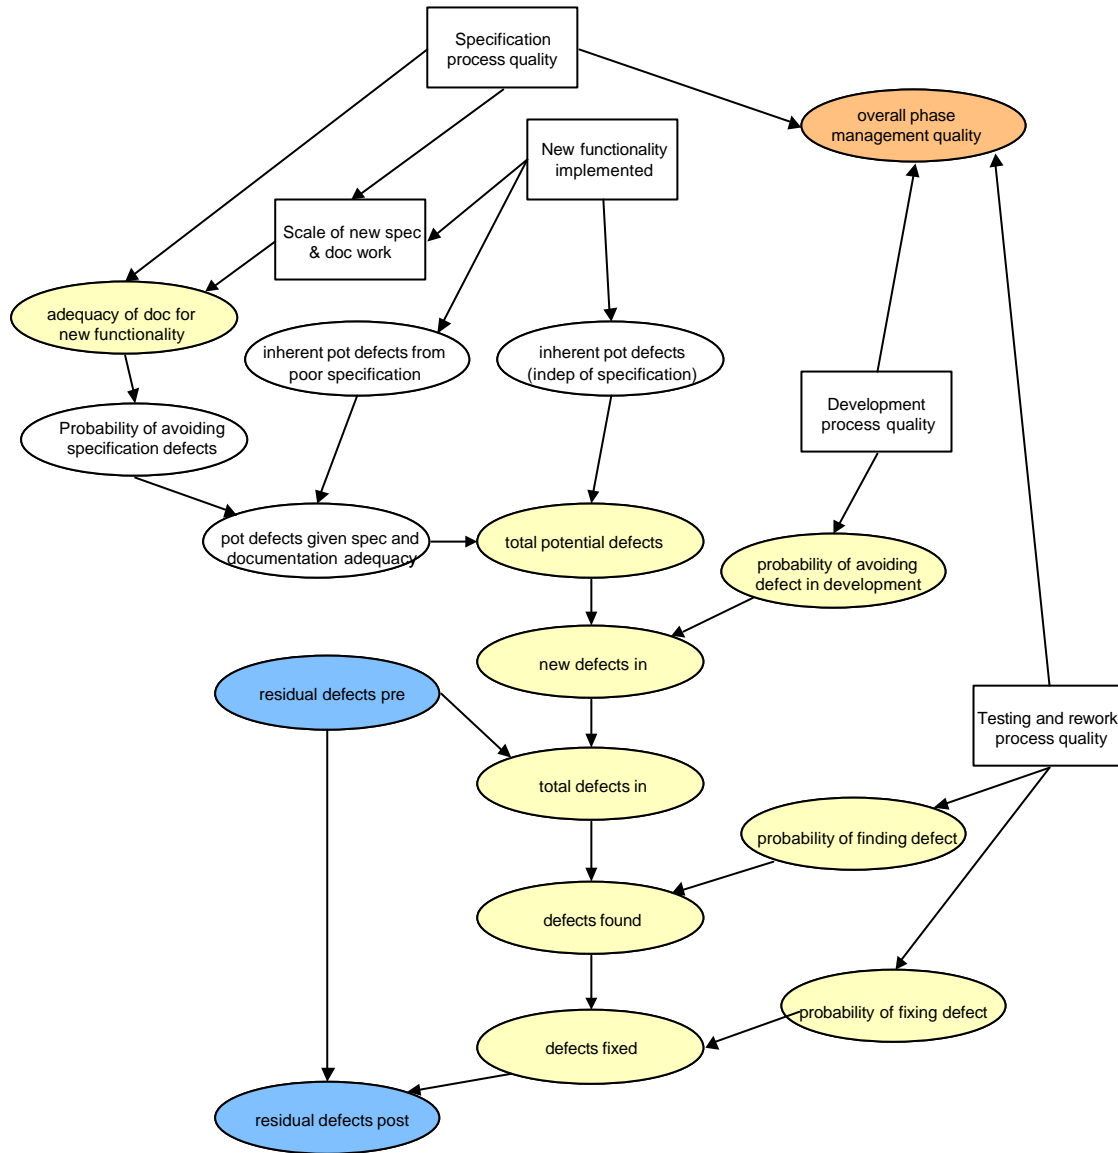 Specification
process quality
overall phase
management quality
New functionality
implemented
Scale of new spec
& doc work
adequacy of doc for
new functionality
inherent pot defects from
poor specification
inherent pot defects
(indep of specification)
Development
process quality
Probability of avoiding
specification defects
pot defects given spec and
documentation adequacy
total potential defects
probability of avoiding
defect in development
new defects in
residual defects pre
Testing and rework
process quality
total defects in
probability of finding defect
defects found
probability of fixing defect
defects fixed
residual defects post